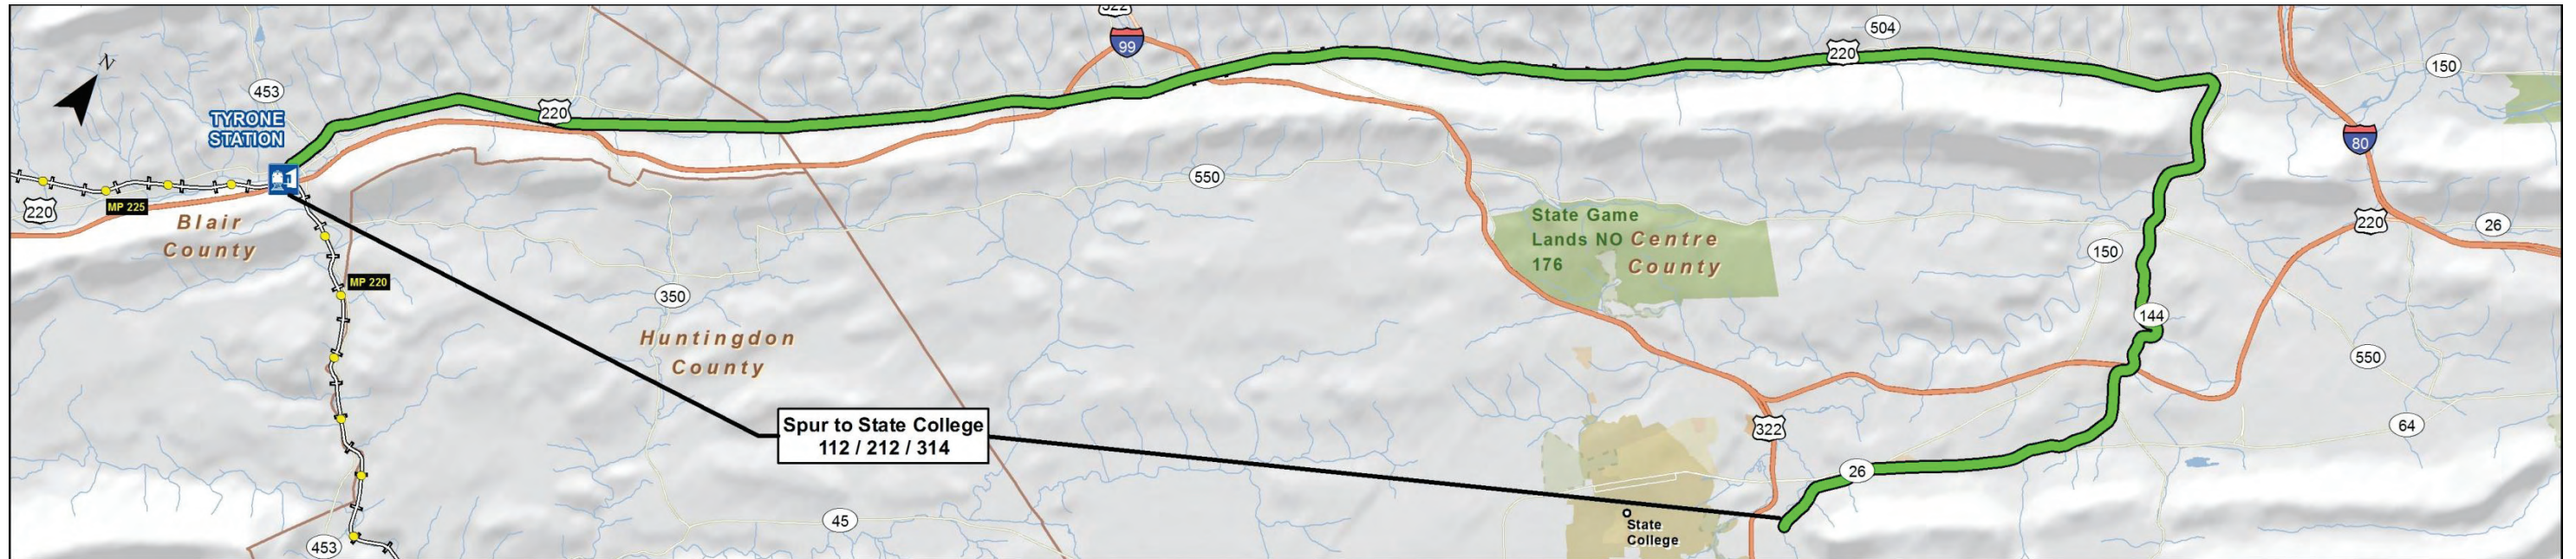 322
99
504
220
150
N
453
TYRONE
STATION
220
80
550
220
MP 225
Blair
County
State Game
Lands NO
176
Centre
County
220
26
150
MP 220
350
144
Huntingdon
County
550
Spur to State College
112 / 212 / 314
322
64
26
45
State
College
453